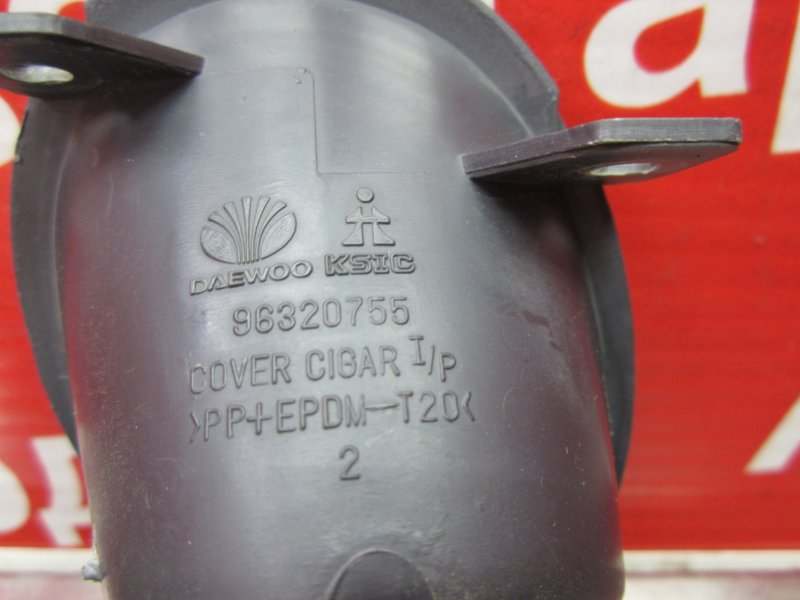 DAEWOO KSIC
96320755
COVER CIGAR I/P
>PP+EPDM-T20<
2